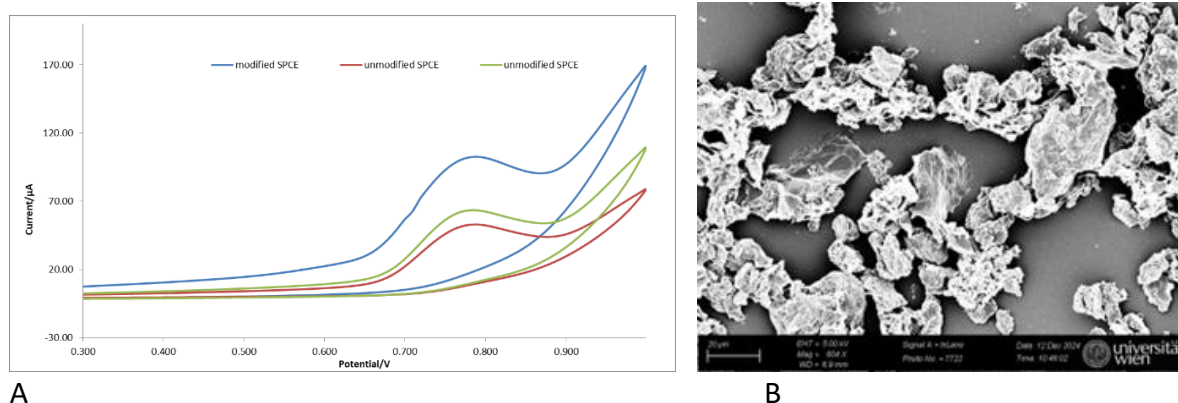 170.00
modified SPCE unmodified SPCE unmodified SPCE
130.00
Current/µA
70.00
20.00
-30.00
0.300 0.400 0.500 0.600 0.700 0.800 0.900
Potential/V
20 µm
EHT = 5.00 kV
Mag = 604 X
WD = 6.9 mm
Signal A = InLens
Photo No. = 7733
Date :12 Dec 2024
Time :10:46:02
universität
wien
A
B